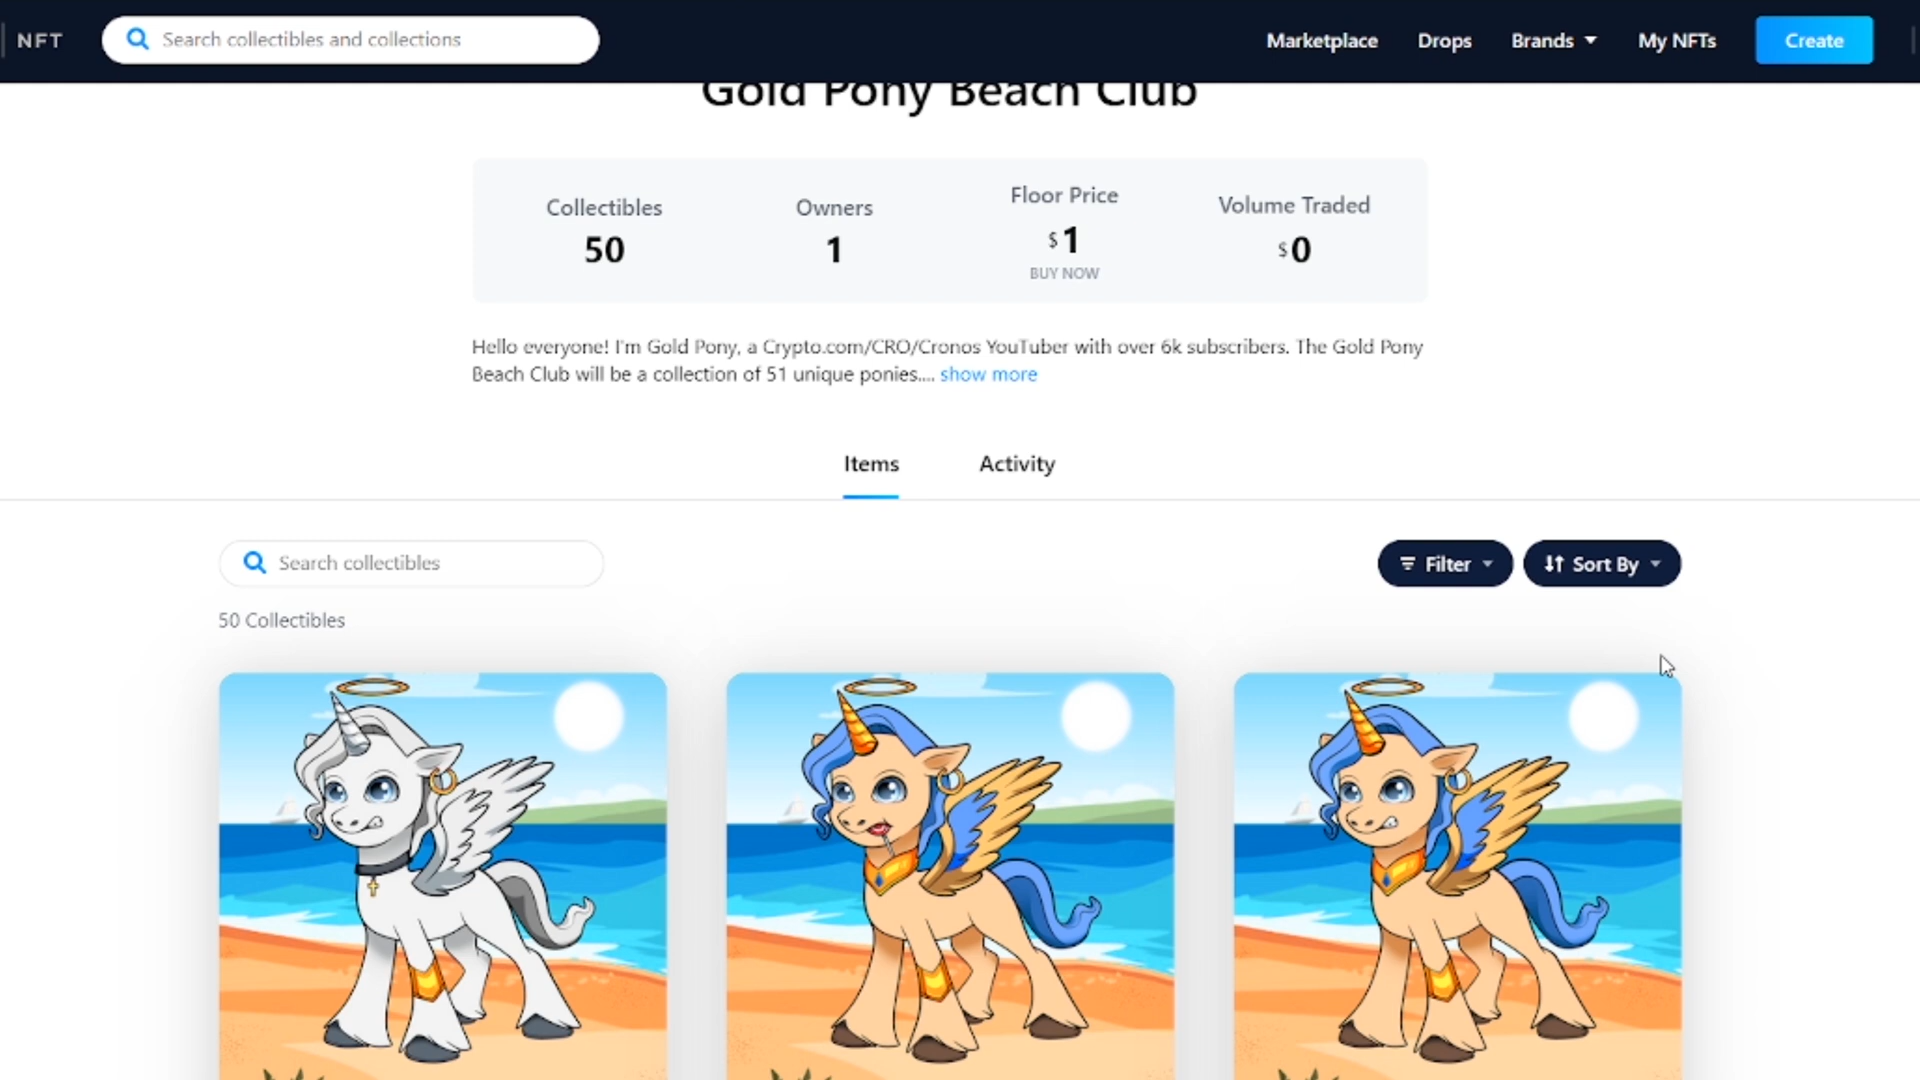 NFT
Search collectibles and collections
Marketplace
Drops
Brands
My NFTs
Create
Gold Pony Beach Club
Collectibles
50
Owners
1
Floor Price
$1
BUY NOW
Volume Traded
$0
Hello everyone! I'm Gold Pony, a Crypto.com/CRO/Cronos YouTuber with over 6k subscribers. The Gold Pony
Beach Club will be a collection of 51 unique ponies.... show more
Items
Activity
Search collectibles
Filter
Sort By
50 Collectibles